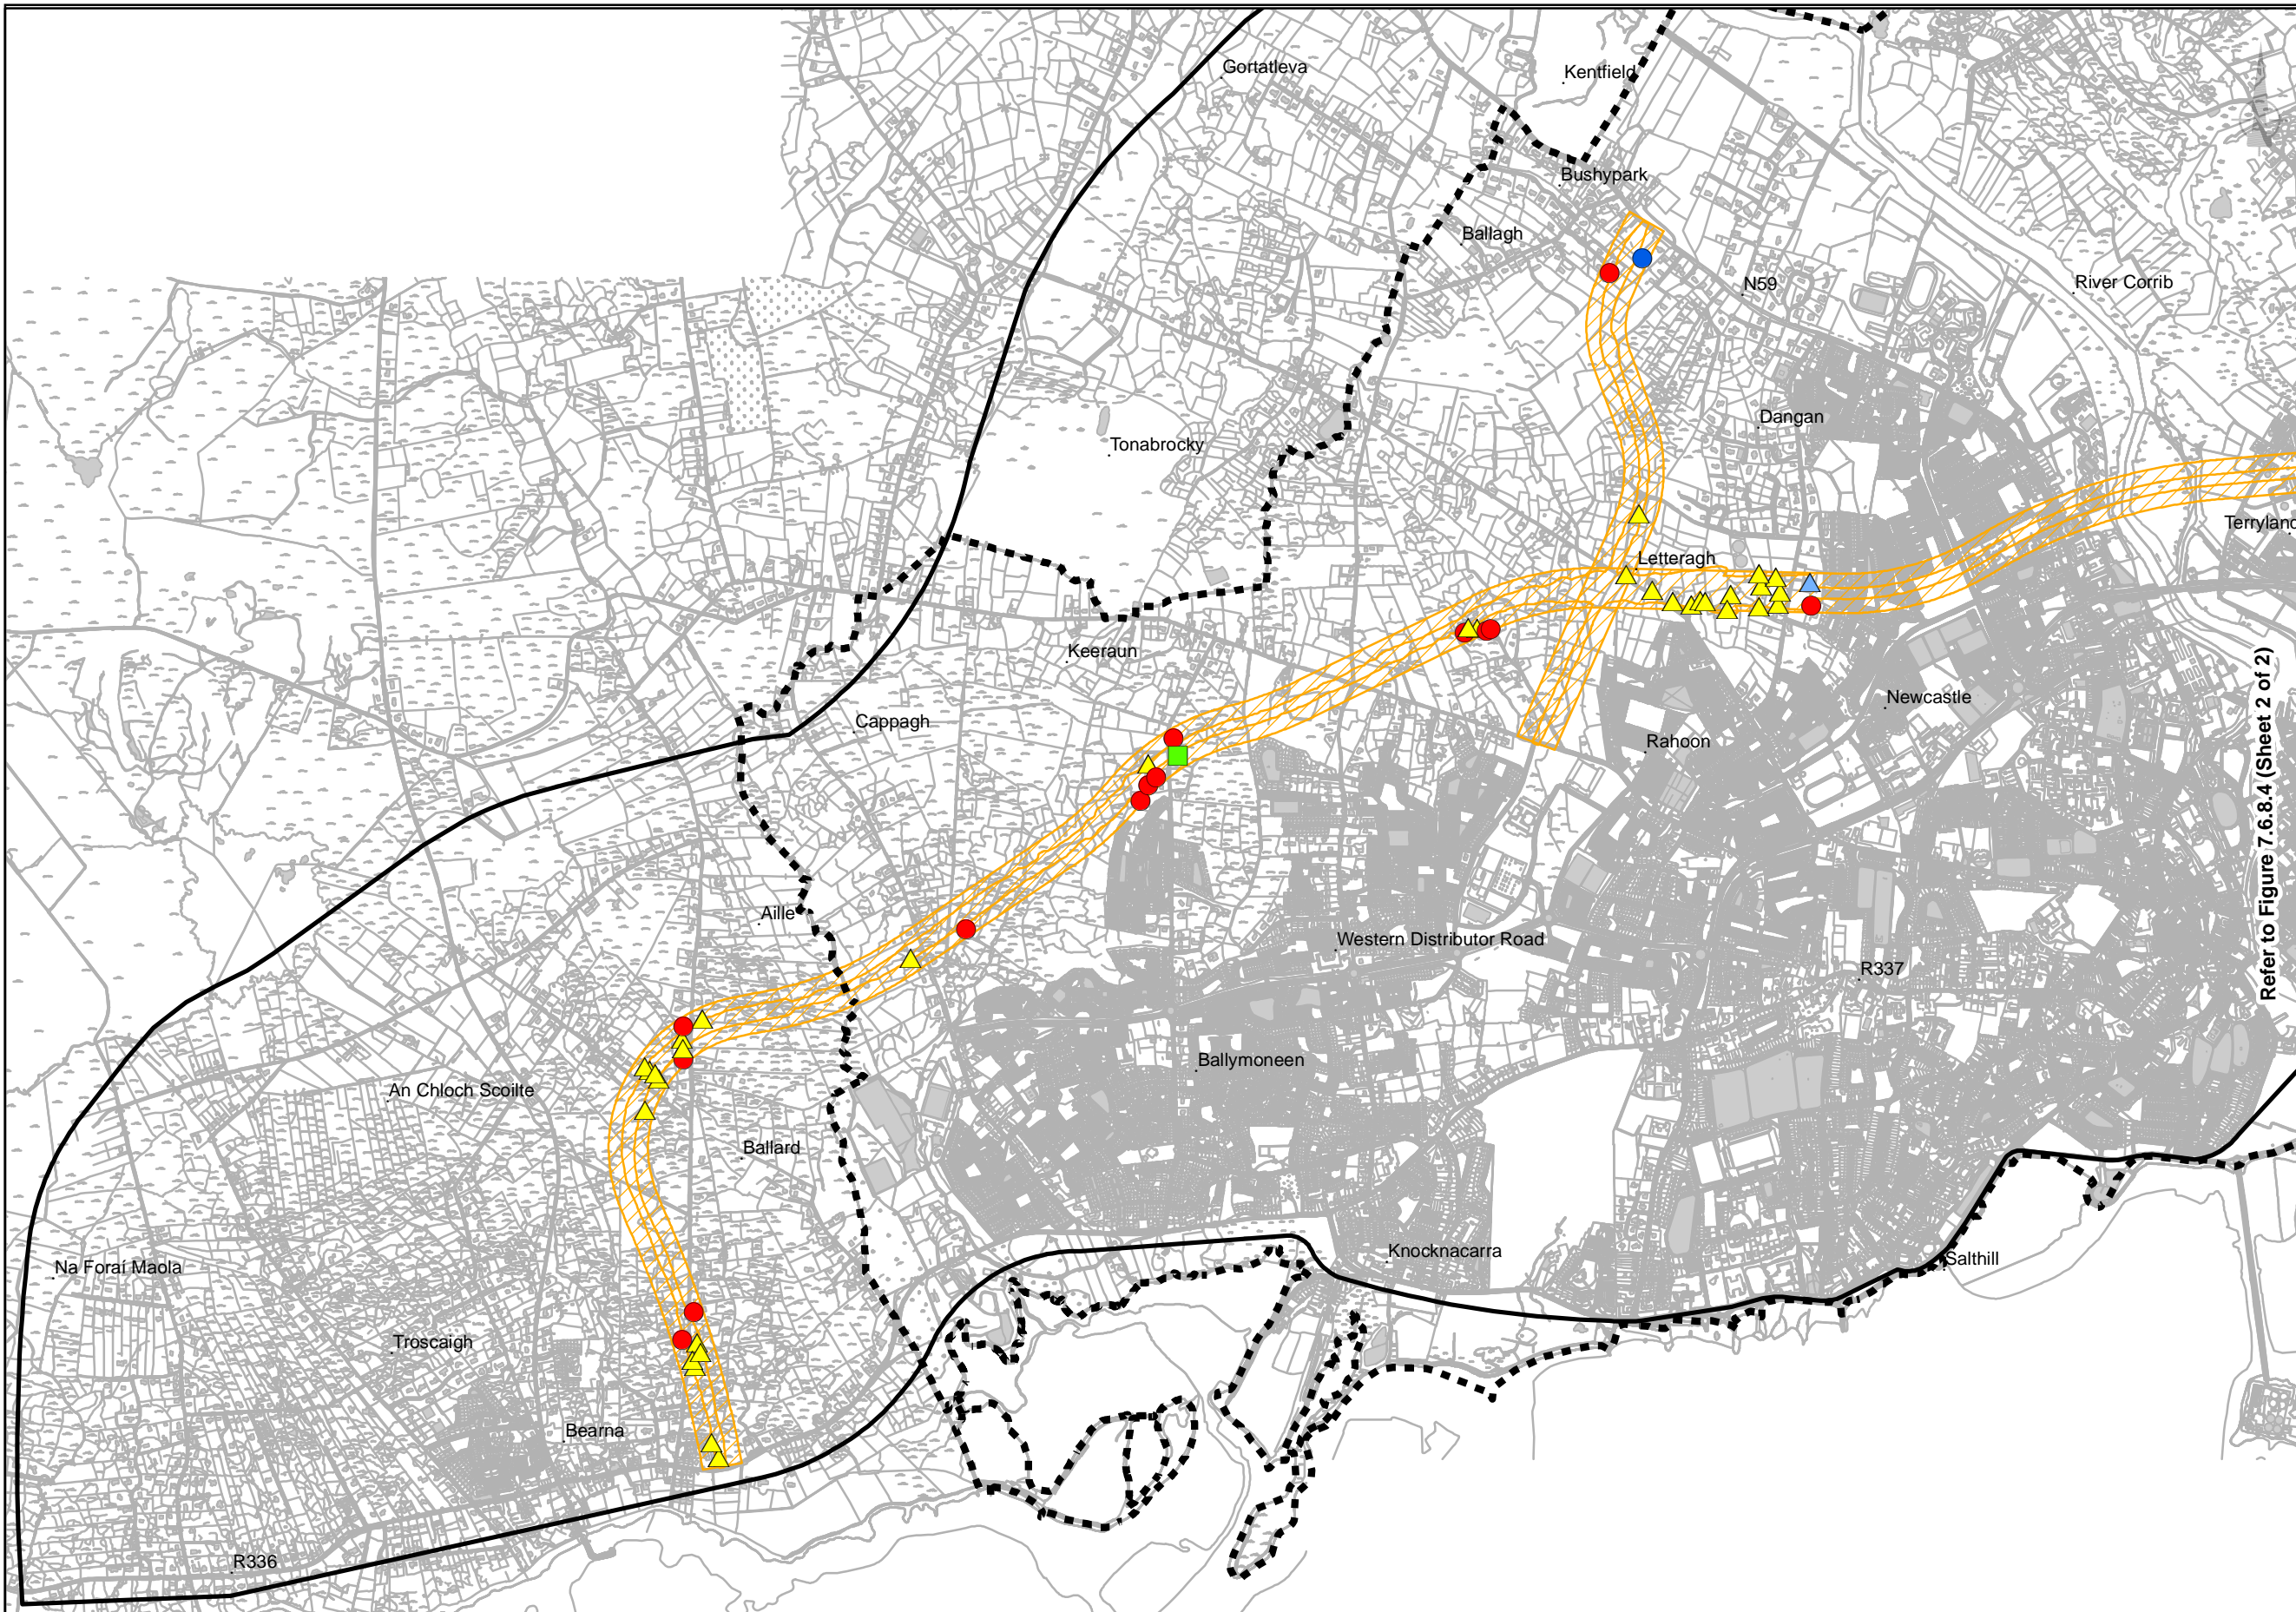 Gortatleva
Kentfield
Bushypark
Ballagh
N59
River Corrib
Dangan
Tonabrocky
Letteragh
Keeraun
Cappagh
Newcastle
Rahoon
Refer to Figure 7.6.8.4 (Sheet 2 of 2)
Aille
Western Distributor Road
R337
Ballymoneen
An Chloch Scoilte
Ballard
Knocknacarra
Salthill
Na Foraí Maola
Troscaigh
Bearna
R336